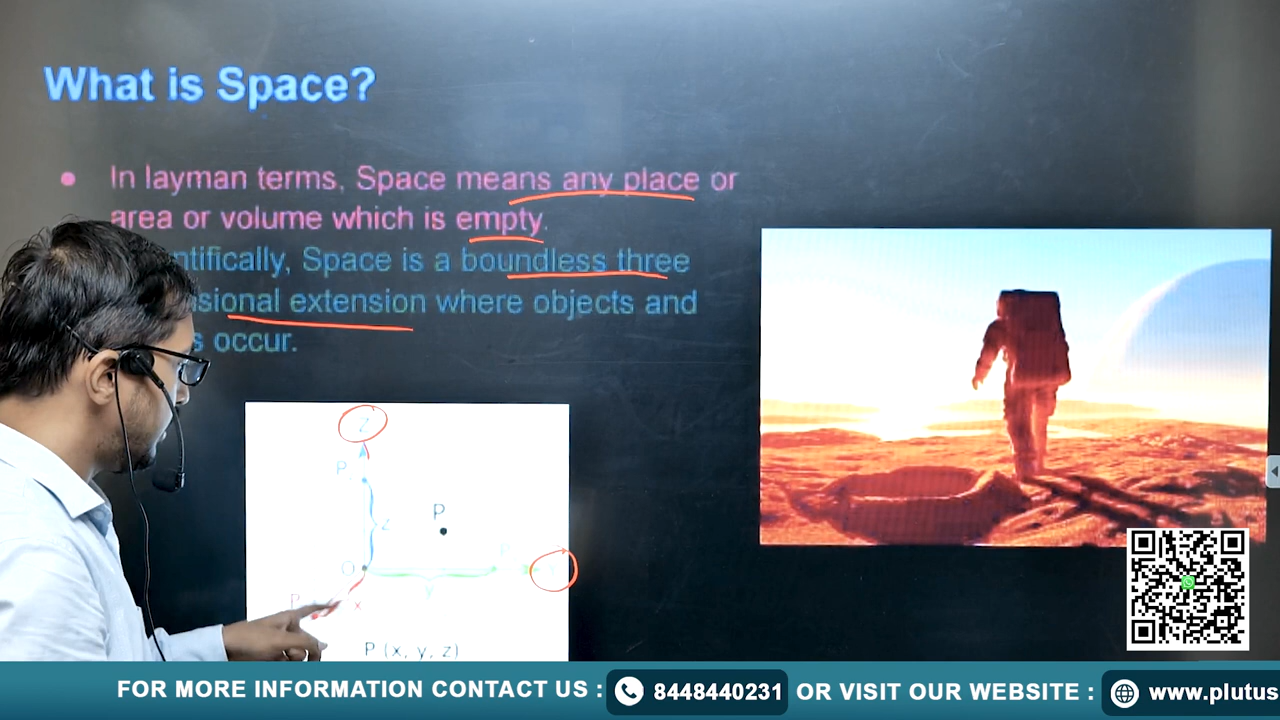 What is Space?
● In layman terms, Space means any place or
area or volume which is empty.
ntifically, Space is a boundless three
sional extension where objects and
s occur.
Z
P
Z
P
O
P
Y
P
x
P (x, y, z)
FOR MORE INFORMATION CONTACT US : 8448440231 OR VISIT OUR WEBSITE : www.plutus